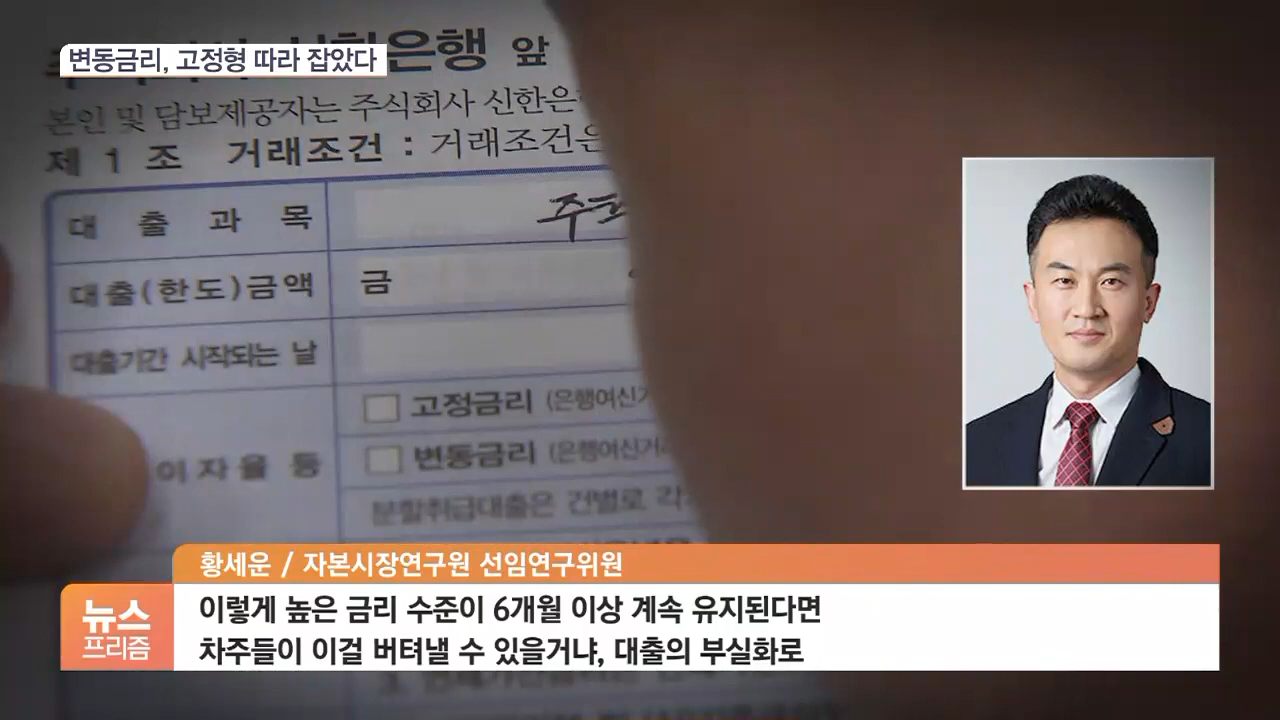 변동금리, 고정형 따라 잡았다
은행 앞
본인 및 담보제공자는 주식회사 신한은
제 1 조 거래조건 : 거래조건은
대 출 과 목
대출(한도)금액 금
대출기간 시작되는 날
고정금리 (은행여신거
이 자 율 등
변동금리 (은행여신거래
분할취급대출은 건별로 각
황세운 / 자본시장연구원 선임연구위원
뉴스
프리즘
이렇게 높은 금리 수준이 6개월 이상 계속 유지된다면
차주들이 이걸 버텨낼 수 있을거냐, 대출의 부실화로